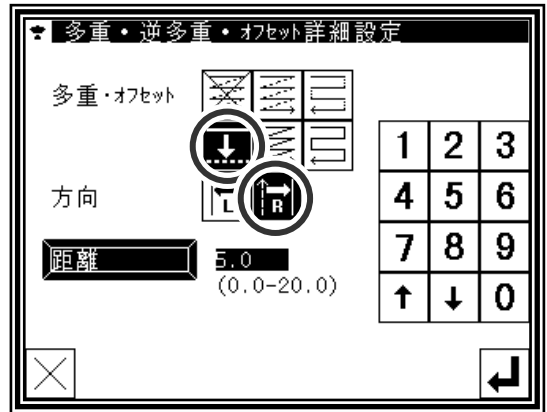 多重・逆多重・ｵﾌｾｯﾄ詳細設定
多重・ｵﾌｾｯﾄ
方向
L R
距離 5.0
(0.0-20.0)
1 2 3
4 5 6
7 8 9
↑ ↓ 0